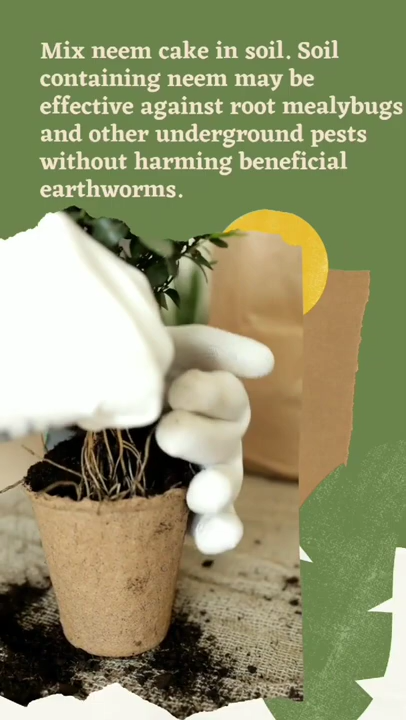 Mix neem cake in soil. Soil
containing neem may be
effective against root mealybugs
and other underground pests
without harming beneficial
earthworms.